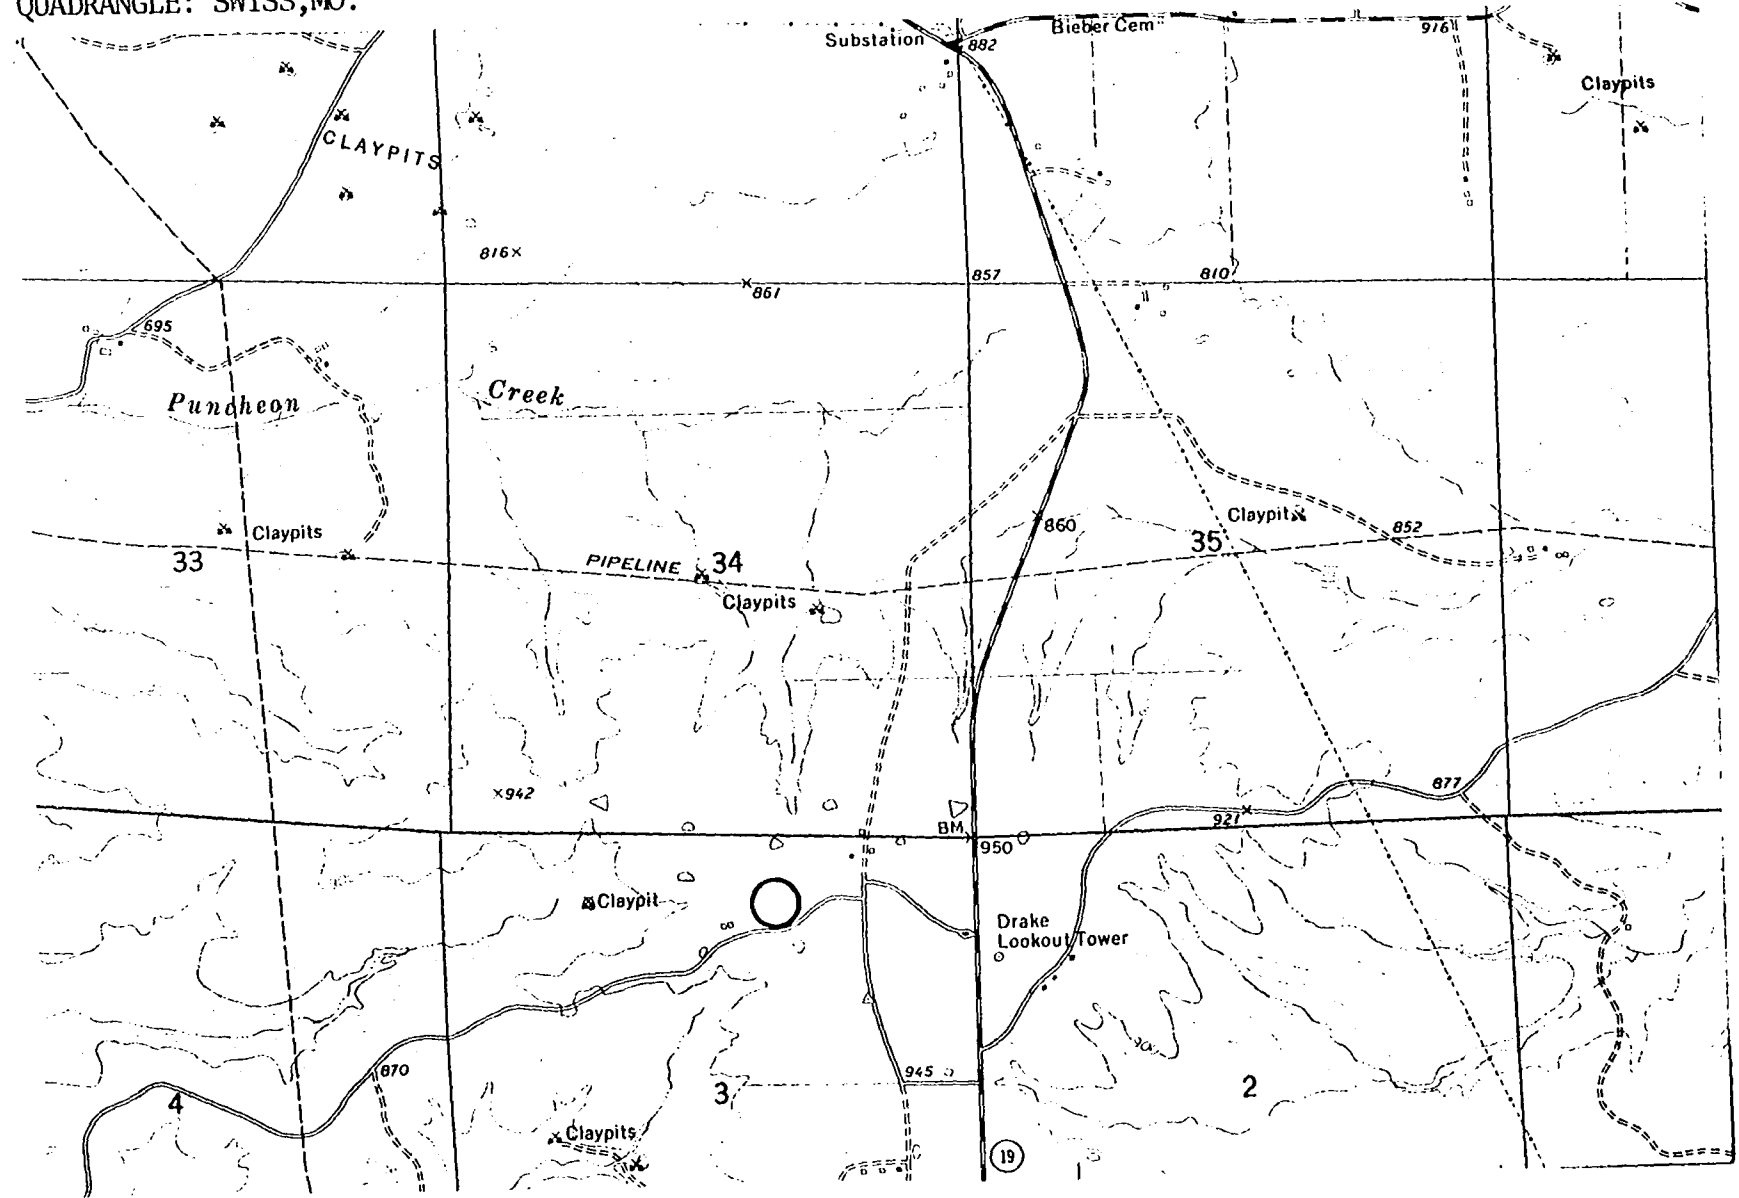 QUADRANGLE: SWISS,MO.
Substation
882
Bieber Cem
916
Claypits
CLAYPITS
816×
×861
857
810
695
Puncheon
Creek
Claypits
33
PIPELINE
34
Claypits
860
35
Claypit
852
×942
BM
950
921
877
Claypit
Drake
Lookout Tower
900
870
945
4
3
2
Claypits
19